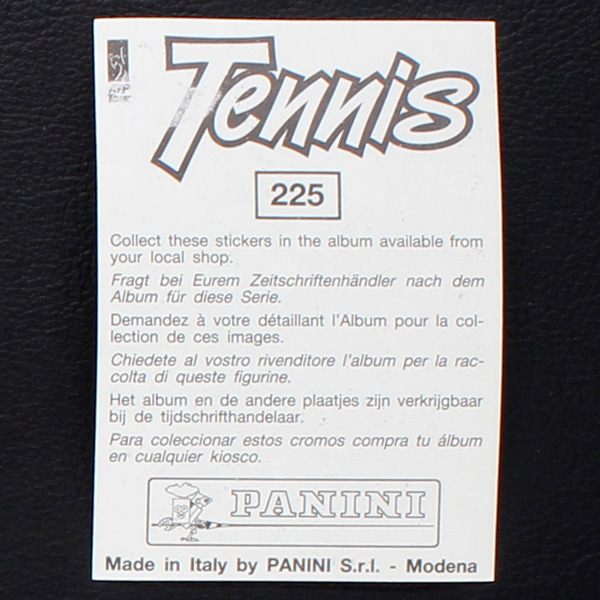 ATP
Tour
Tennis
225
Collect these stickers in the album available from
your local shop.
Fragt bei Eurem Zeitschriftenhändler nach dem
Album für diese Serie.
Demandez à votre détaillant l'Album pour la col-
lection de ces images.
Chiedete al vostro rivenditore l'album per la rac-
colta di queste figurine.
Het album en de andere plaatjes zijn verkrijgbaar
bij de tijdschrifthandelaar.
Para coleccionar estos cromos compra tu álbum
en cualquier kiosco.
PANINI
Made in Italy by PANINI S.r.l. - Modena